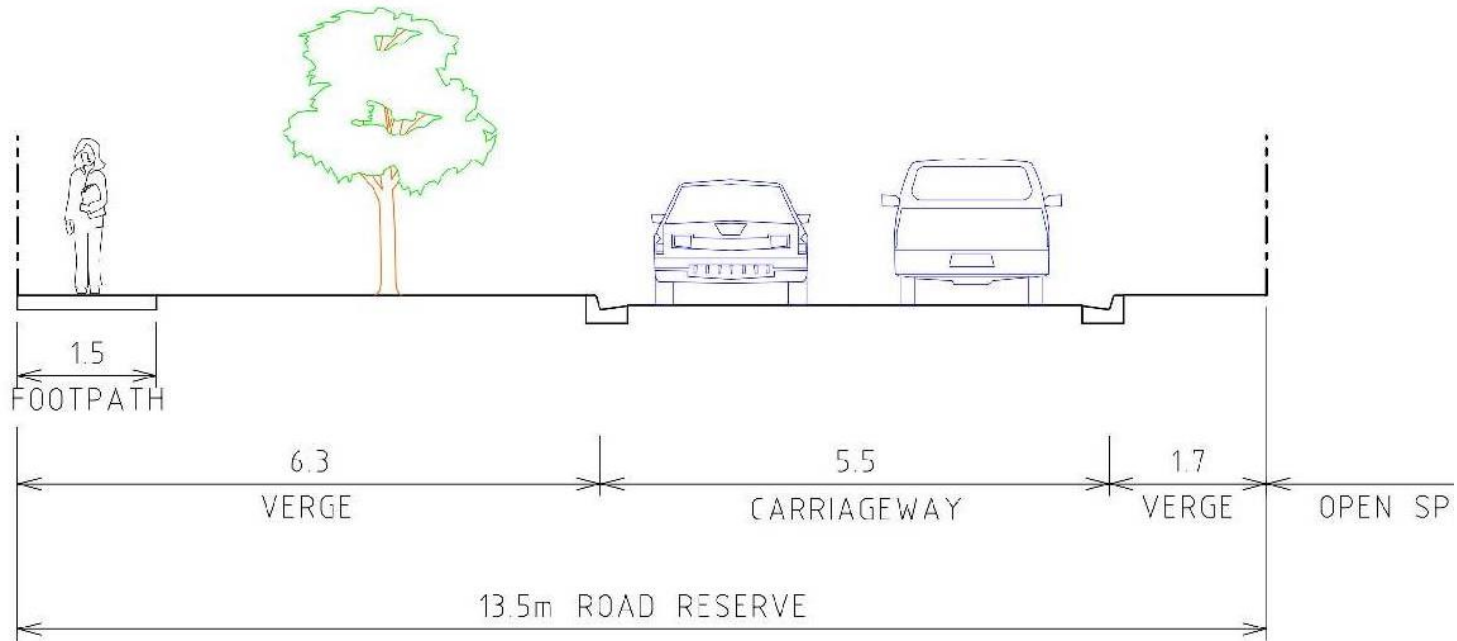 1.5
FOOTPATH
6.3
VERGE
5.5
CARRIAGEWAY
1.7
VERGE
OPEN SP
13.5m ROAD RESERVE